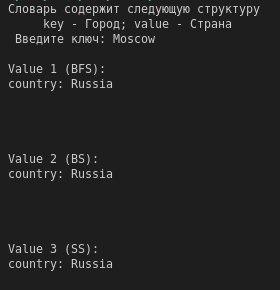 Словарь содержит следующую структуру
key - Город; value - Страна
Введите ключ: Moscow
Value 1 (BFS):
country: Russia
Value 2 (BS):
country: Russia
Value 3 (SS):
country: Russia